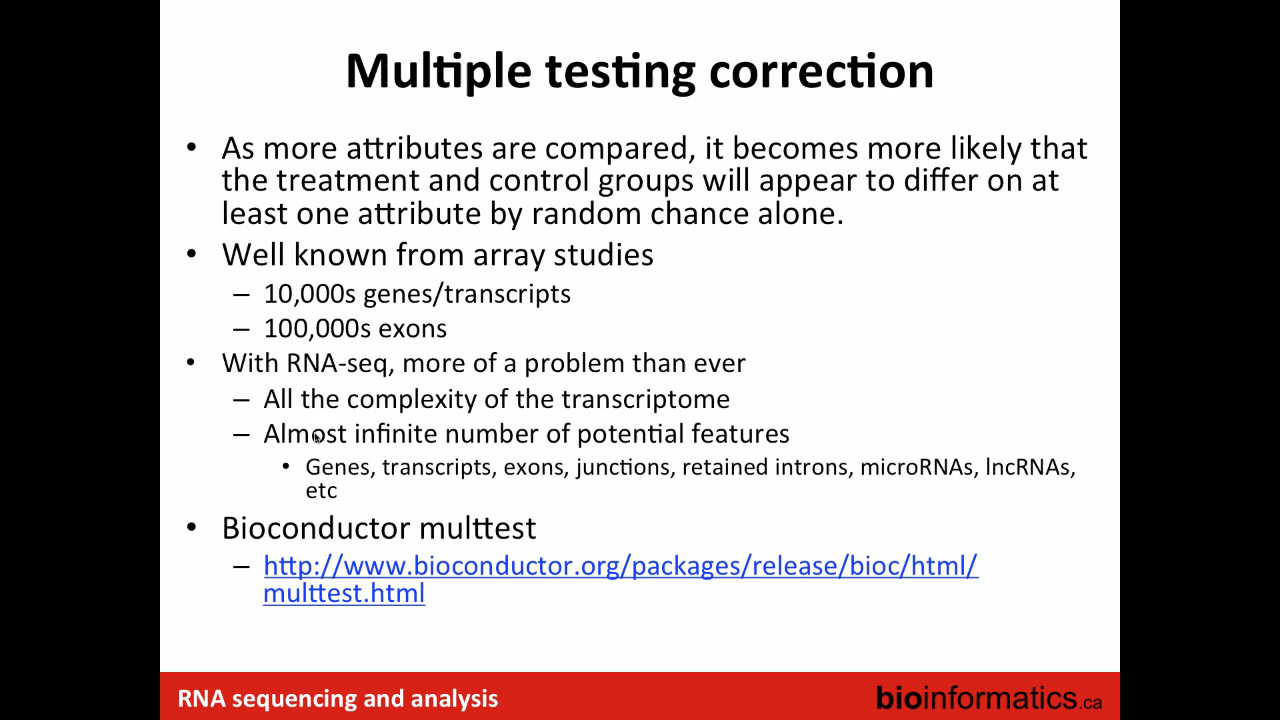 Multiple testing correction
• As more attributes are compared, it becomes more likely that
the treatment and control groups will appear to differ on at
least one attribute by random chance alone.
• Well known from array studies
– 10,000s genes/transcripts
– 100,000s exons
• With RNA-seq, more of a problem than ever
– All the complexity of the transcriptome
– Almost infinite number of potential features
• Genes, transcripts, exons, junctions, retained introns, microRNAs, lncRNAs,
etc
• Bioconductor multtest
– http://www.bioconductor.org/packages/release/bioc/html/
multtest.html
RNA sequencing and analysis
bioinformatics.ca